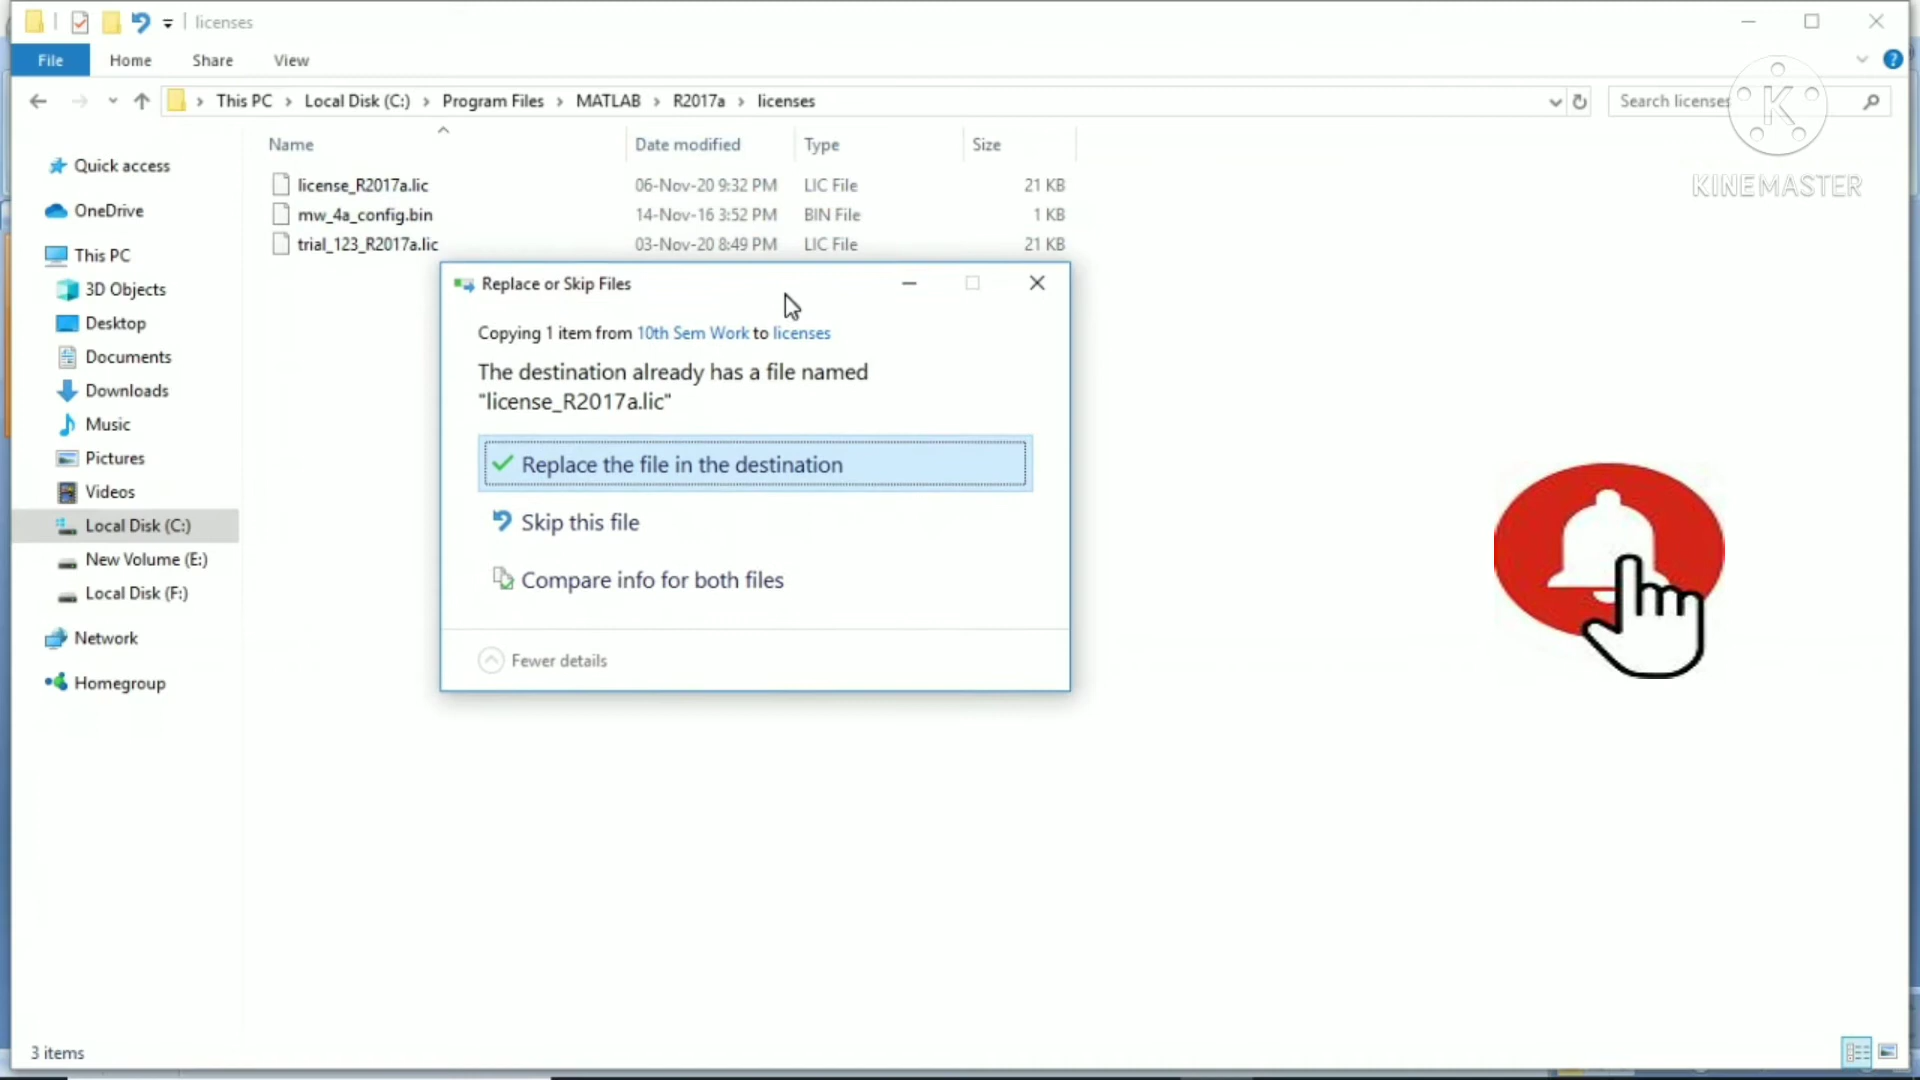 licenses
File Home Share View
This PC Local Disk (C:) Program Files MATLAB R2017a licenses
Search licenses
KINEMASTER
Name Date modified Type Size
license_R2017a.lic 06-Nov-20 9:32 PM LIC File 21 KB
mw_4a_config.bin 14-Nov-16 3:52 PM BIN File 1 KB
trial_123_R2017a.lic 03-Nov-20 8:49 PM LIC File 21 KB
Quick access
OneDrive
This PC
3D Objects
Desktop
Documents
Downloads
Music
Pictures
Videos
Local Disk (C:)
New Volume (E:)
Local Disk (F:)
Network
Homegroup
Replace or Skip Files
Copying 1 item from 10th Sem Work to licenses
The destination already has a file named
"license_R2017a.lic"
Replace the file in the destination
Skip this file
Compare info for both files
Fewer details
3 items